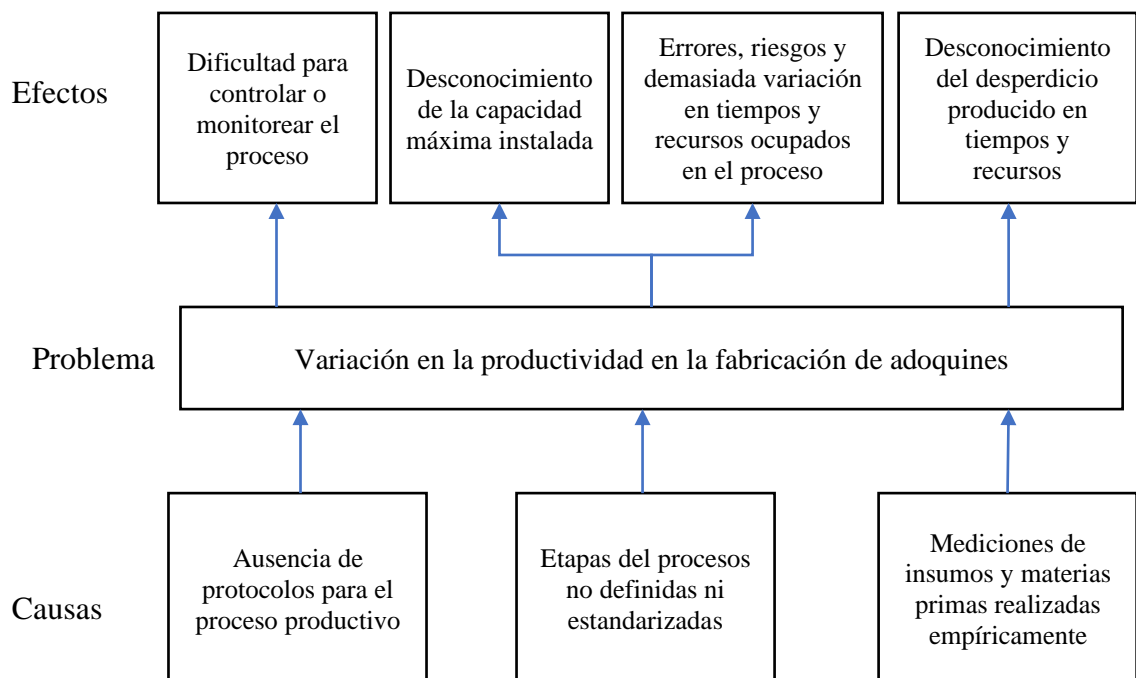 Efectos
Dificultad para
controlar o
monitorear el
proceso
Desconocimiento
de la capacidad
máxima instalada
Errores, riesgos y
demasiada variación
en tiempos y
recursos ocupados
en el proceso
Desconocimiento
del desperdicio
producido en
tiempos y
recursos
Problema
Variación en la productividad en la fabricación de adoquines
Causas
Ausencia de
protocolos para el
proceso productivo
Etapas del procesos
no definidas ni
estandarizadas
Mediciones de
insumos y materias
primas realizadas
empíricamente